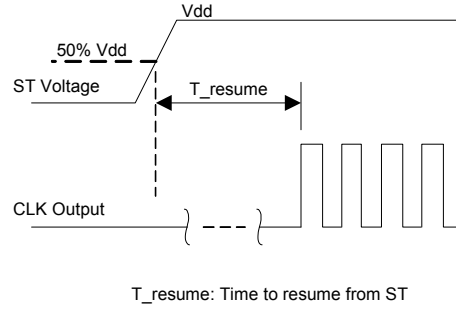 Vdd
50% Vdd
ST Voltage
T_resume
CLK Output
T_resume: Time to resume from ST